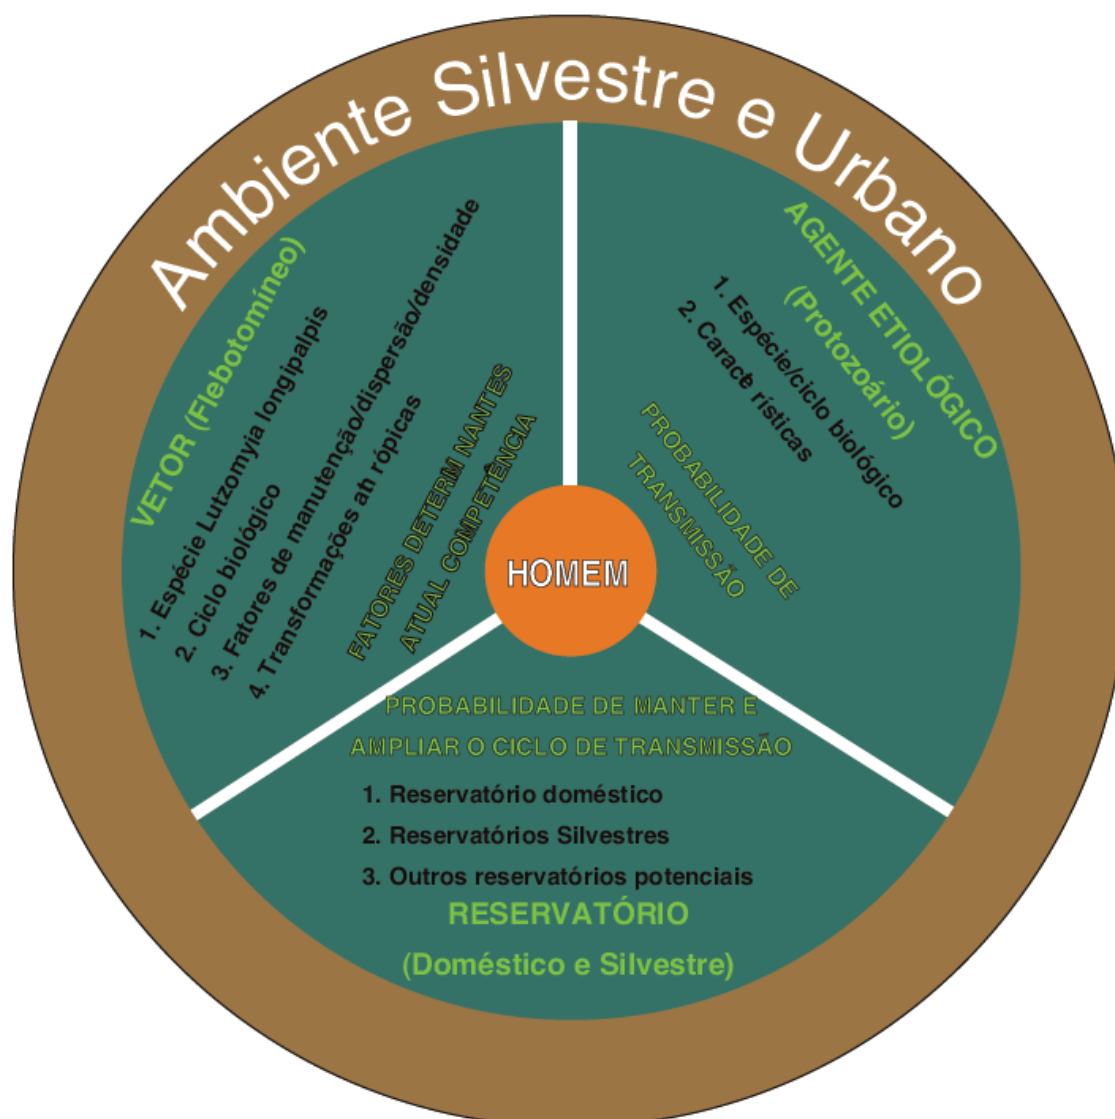 Ambiente Silvestre e Urbano
VETOR (Flebotomíneo)
1. Espécie Lutzomyia longipalpis
2. Ciclo biológico
3. Fatores de manutenção/dispersão/densidade
4. Transformações ah rópicas
FATORES DETERM NANTES
ATUAL COMPETÊNCIA
AGENTE ETIOLÓGICO
(Protozoário)
1. Espécie/ciclo biológico
2. Caracte rísticas
PROBABILIDADE DE
TRANSMISSÃO
HOMEM
PROBABILIDADE DE MANTER E
AMPLIAR O CICLO DE TRANSMISSÃO
1. Reservatório doméstico
2. Reservatórios Silvestres
3. Outros reservatórios potenciais
RESERVATÓRIO
(Doméstico e Silvestre)